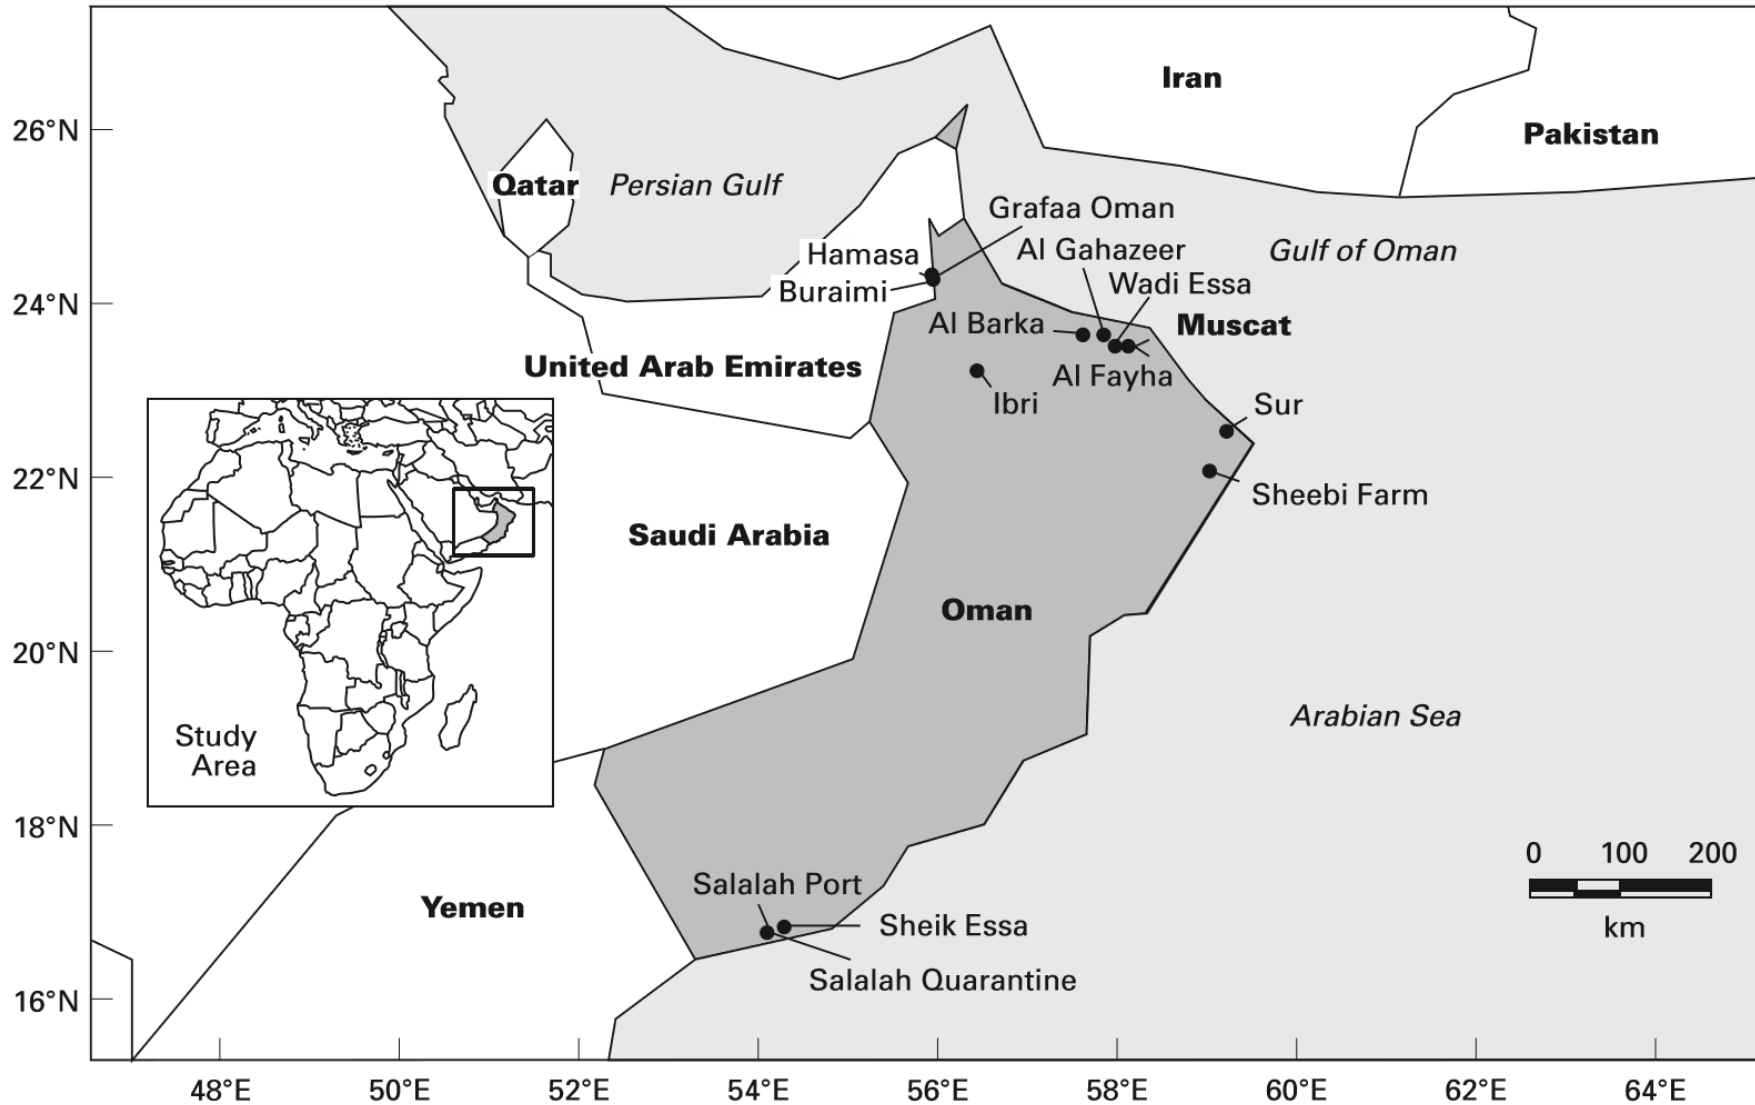 Iran
26°N
Pakistan
Qatar
Persian Gulf
Grafaa Oman
Al Gahazeer
Gulf of Oman
Hamasa
Wadi Essa
Buraimi
24°N
Al Barka
Muscat
United Arab Emirates
Al Fayha
Ibri
Sur
22°N
Sheebi Farm
Saudi Arabia
Oman
20°N
Arabian Sea
Study
Area
18°N
0 100 200
km
Salalah Port
Yemen
Sheik Essa
Salalah Quarantine
16°N
48°E 50°E 52°E 54°E 56°E 58°E 60°E 62°E 64°E